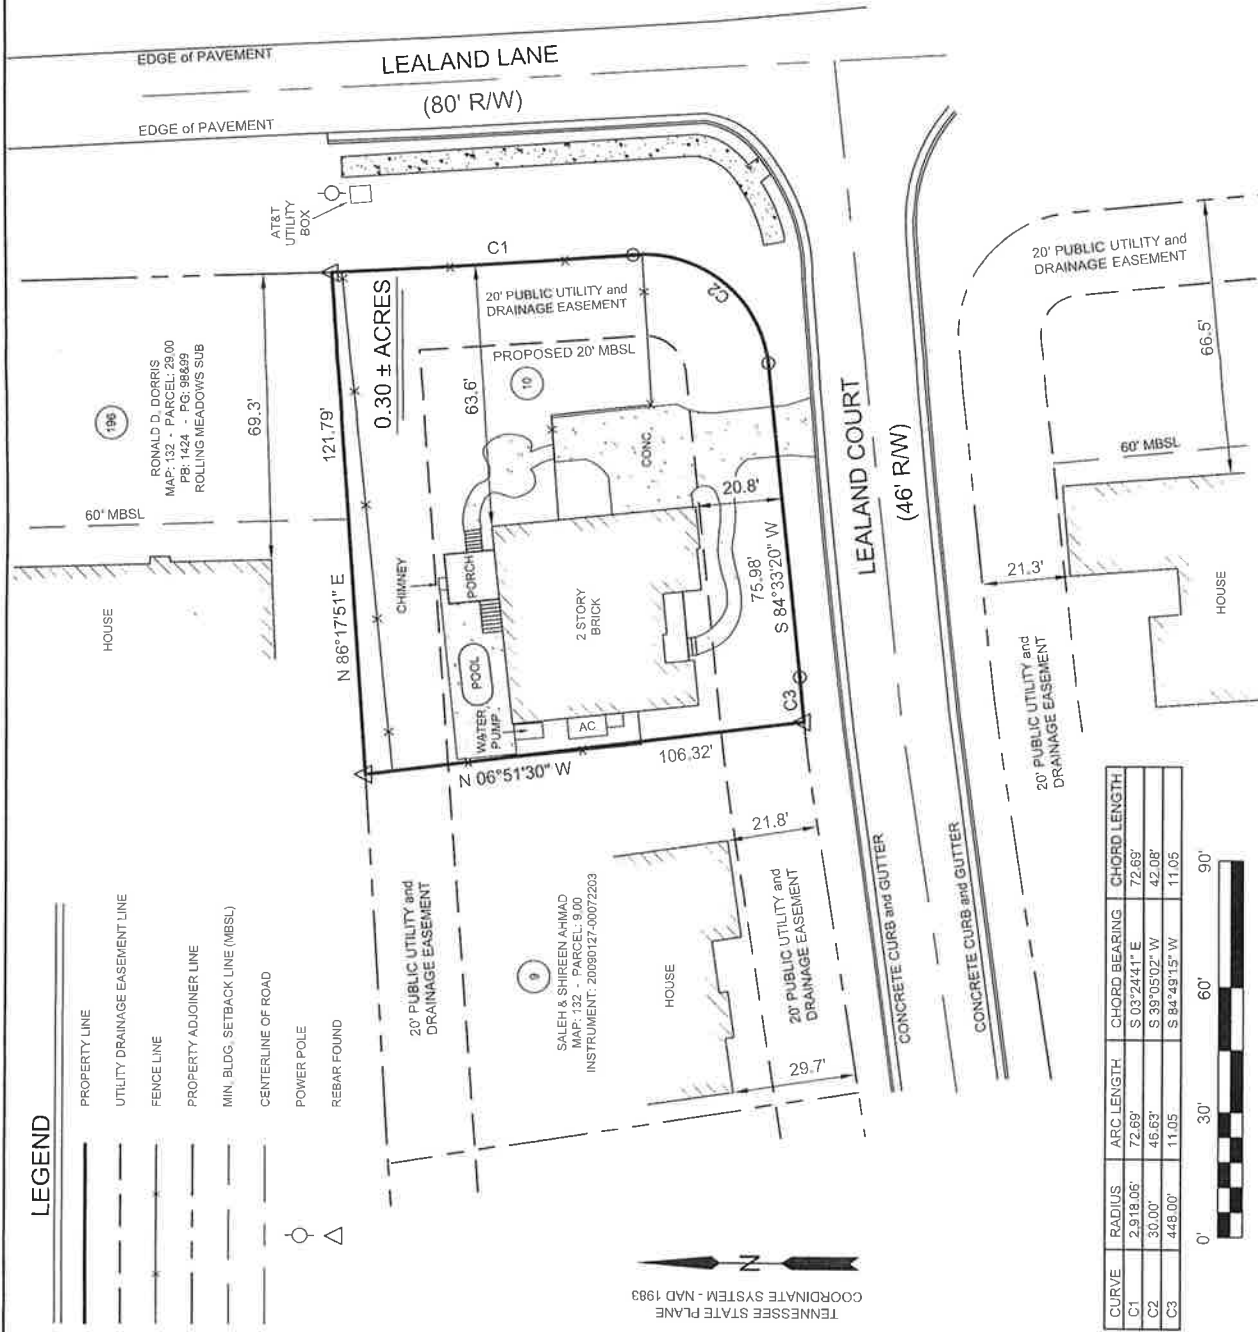 EDGE of PAVEMENT
LEALAND LANE
(80' R/W)
EDGE of PAVEMENT
AT&T
UTILITY
BOX
C1
20' PUBLIC UTILITY and
DRAINAGE EASEMENT
C2
0.30 ± ACRES
PROPOSED 20' MBSL
63.6'
10
196
RONALD D. DORRIS
MAP: 132 - PARCEL: 29.00
PB: 1424 - PG: 98&99
ROLLING MEADOWS SUB
69.3'
121.79'
60' MBSL
HOUSE
N 86°17'51" E
CHIMNEY
PORCH
POOL
WATER
PUMP
AC
2 STORY
BRICK
CONC.
20.8'
75.98'
S 84°33'20" W
C3
N 06°51'30" W
106.32'
LEALAND COURT
(46' R/W)
20' PUBLIC UTILITY and
DRAINAGE EASEMENT
66.5'
60' MBSL
21.3'
HOUSE
20' PUBLIC UTILITY and
DRAINAGE EASEMENT
20' PUBLIC UTILITY and
DRAINAGE EASEMENT
9
SALEH & SHIREEN AHMAD
MAP: 132 - PARCEL: 9.00
INSTRUMENT: 20090127-00072203
HOUSE
21.8'
20' PUBLIC UTILITY and
DRAINAGE EASEMENT
29.7'
CONCRETE CURB and GUTTER
CONCRETE CURB and GUTTER
LEGEND
PROPERTY LINE
UTILITY DRAINAGE EASEMENT LINE
FENCE LINE
PROPERTY ADJOINER LINE
MIN. BLDG. SETBACK LINE (MBSL)
CENTERLINE OF ROAD
POWER POLE
REBAR FOUND
N
TENNESSEE STATE PLANE
COORDINATE SYSTEM - NAD 1983
CURVE RADIUS ARC LENGTH CHORD BEARING CHORD LENGTH
C1 2,918.06' 72.69' S 03°24'41" E 72.69'
C2 30.00' 46.63' S 39°05'02" W 42.08'
C3 448.00' 11.05 S 84°49'15" W 11.05
0' 30' 60' 90'